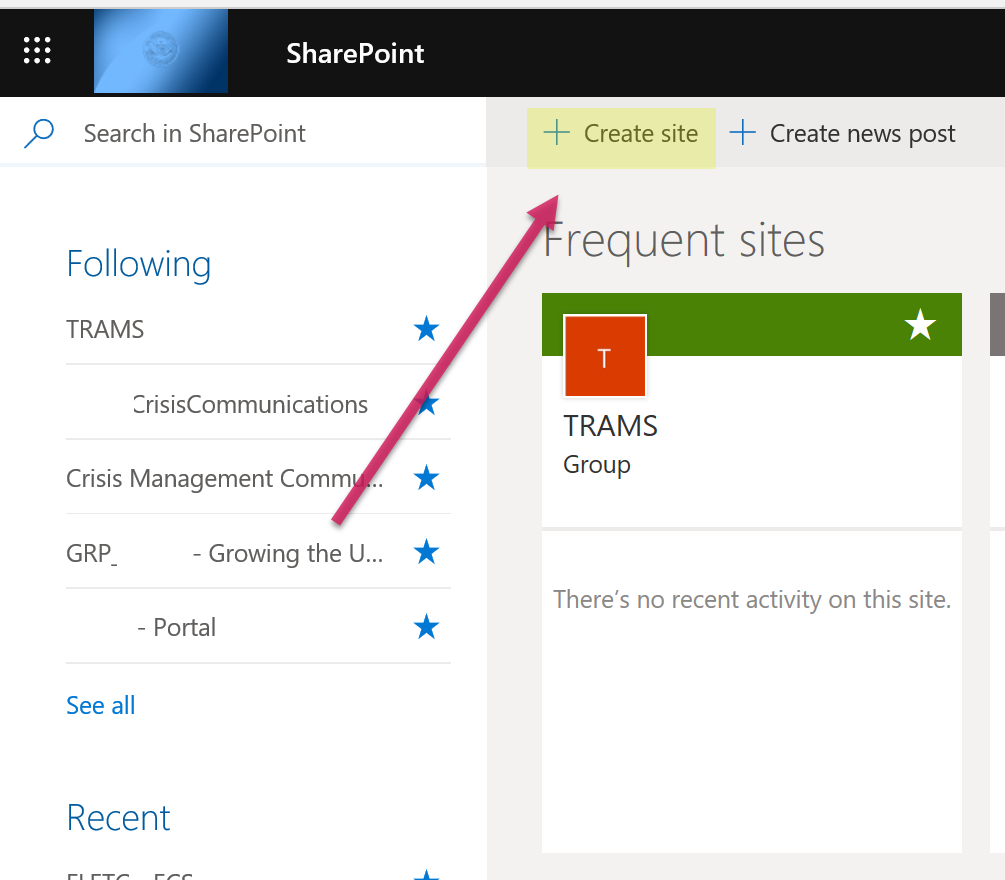 SharePoint
Search in SharePoint
Create site
Create news post
Following
TRAMS
CrisisCommunications
Crisis Management Commu...
GRP_ - Growing the U...
- Portal
See all
Recent
Frequent sites
T
TRAMS
Group
There's no recent activity on this site.